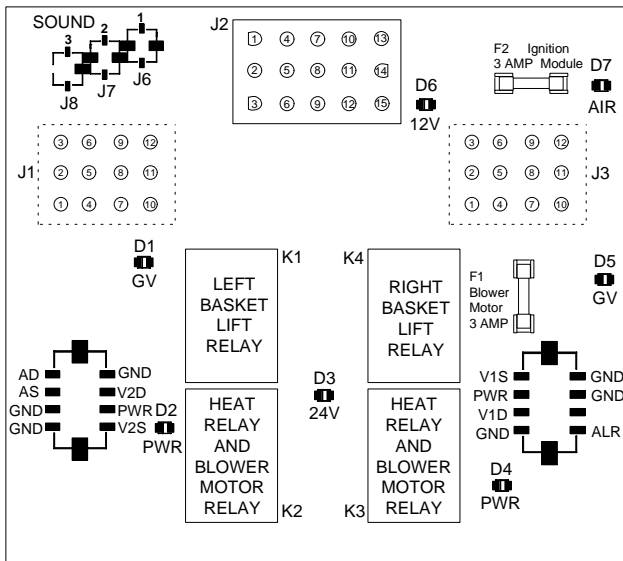 SOUND
1
2
3
J6
J7
J8
J2
1 4 7 10 13
2 5 8 11 14
3 6 9 12 15
D6
12V
F2 Ignition
3 AMP Module
D7
AIR
J1
3 6 9 12
2 5 8 11
1 4 7 10
3 6 9 12
2 5 8 11
1 4 7 10
J3
D1
GV
K1
LEFT
BASKET
LIFT
RELAY
K4
RIGHT
BASKET
LIFT
RELAY
F1
Blower
Motor
3 AMP
D5
GV
AD
AS
GND
GND
GND
V2D
PWR
V2S
D2
PWR
HEAT
RELAY
AND
BLOWER
MOTOR
RELAY
K2
D3
24V
HEAT
RELAY
AND
BLOWER
MOTOR
RELAY
K3
V1S
PWR
V1D
GND
GND
GND
ALR
D4
PWR